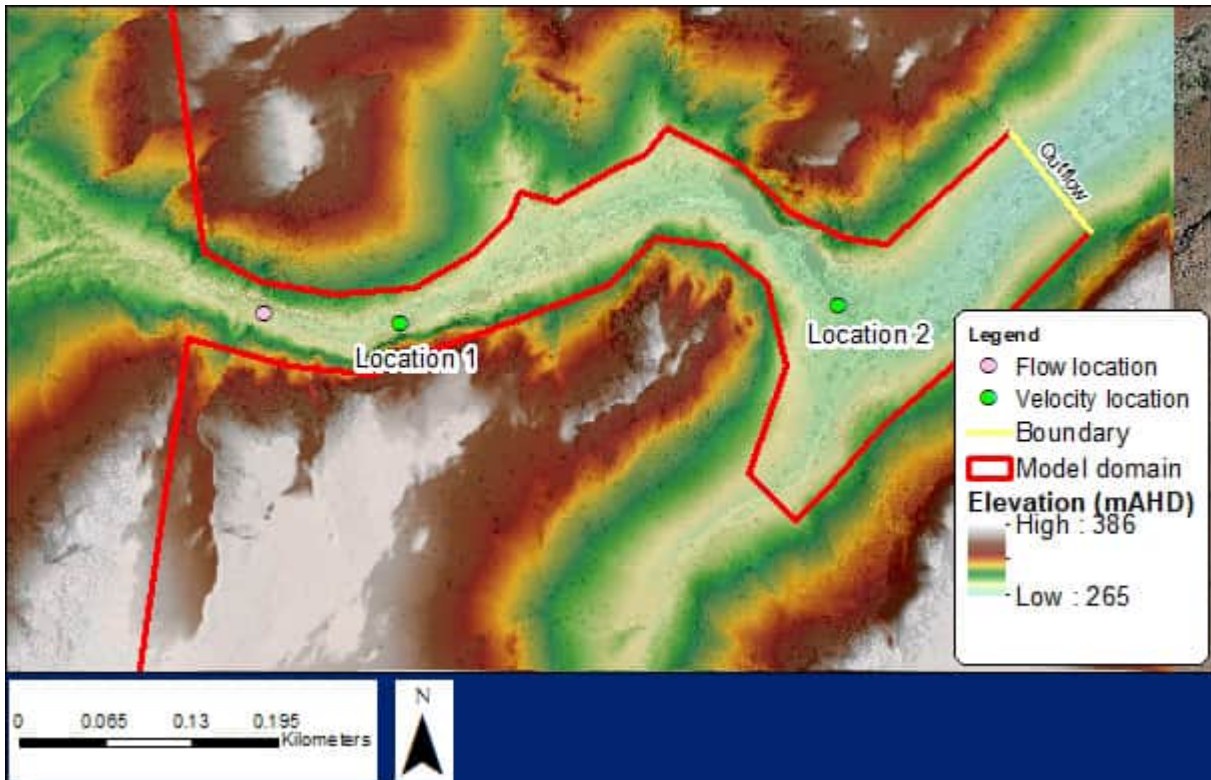 Outflow
Location 1
Location 2
Legend
Flow location
Velocity location
Boundary
Model domain
Elevation (mAHD)
High : 386
Low : 265
0 0.065 0.13 0.195
Kilometers
N